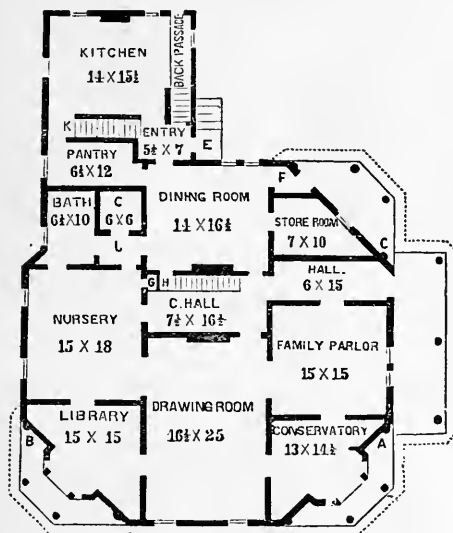 KITCHEN
14 X 15½
BACK PASSAGE
K
ENTRY
5½ X 7
E
PANTRY
6½ X 12
BATH
6½ X 10
C
6 X 6
DINING ROOM
14 X 16½
F
STORE ROOM
7 X 10
C
HALL.
6 X 15
G
H
C. HALL
7½ X 16½
NURSERY
15 X 18
FAMILY PARLOR
15 X 15
LIBRARY
15 X 15
DRAWING ROOM
16½ X 25
CONSERVATORY
13 X 14½
B
A